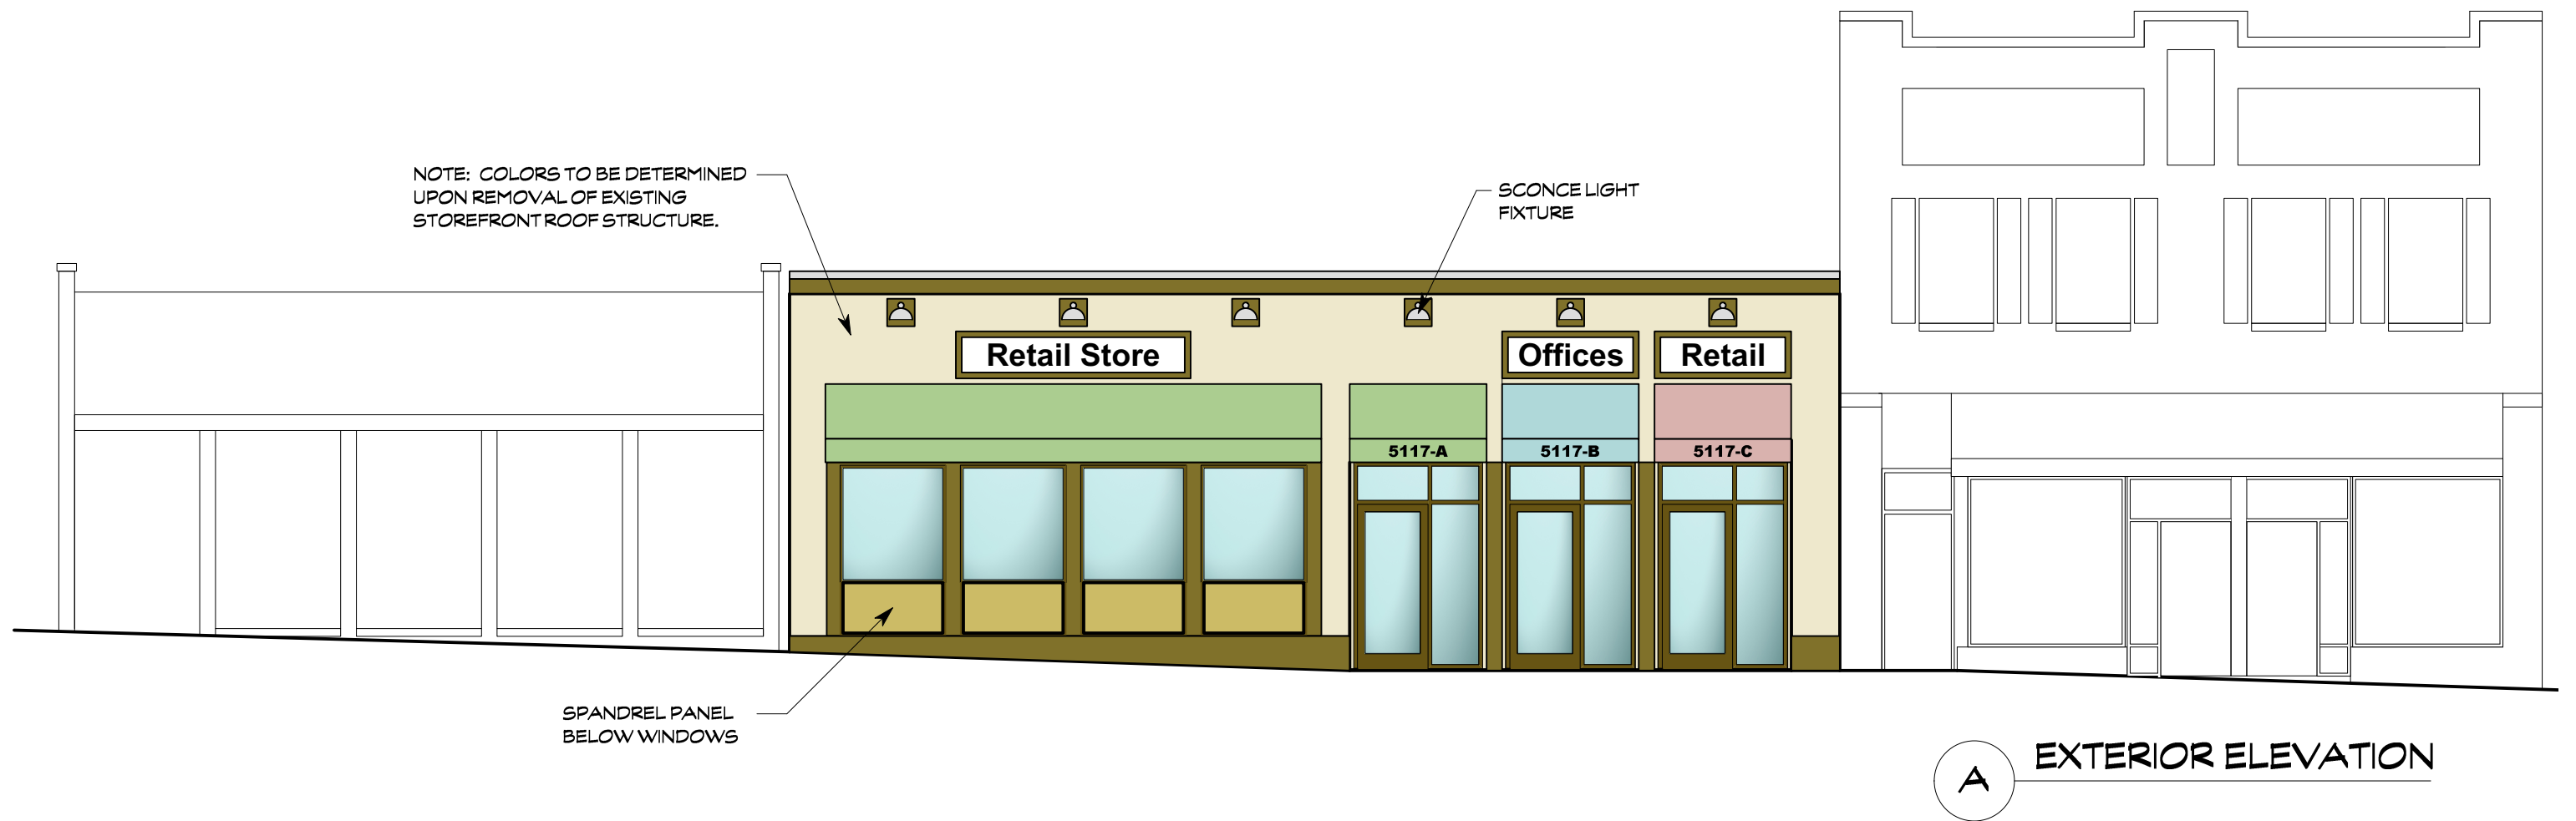 NOTE: COLORS TO BE DETERMINED
UPON REMOVAL OF EXISTING
STOREFRONT ROOF STRUCTURE.
SCONCE LIGHT
FIXTURE
Retail Store
Offices
Retail
5117-A
5117-B
5117-C
SPANDREL PANEL
BELOW WINDOWS
A
EXTERIOR ELEVATION